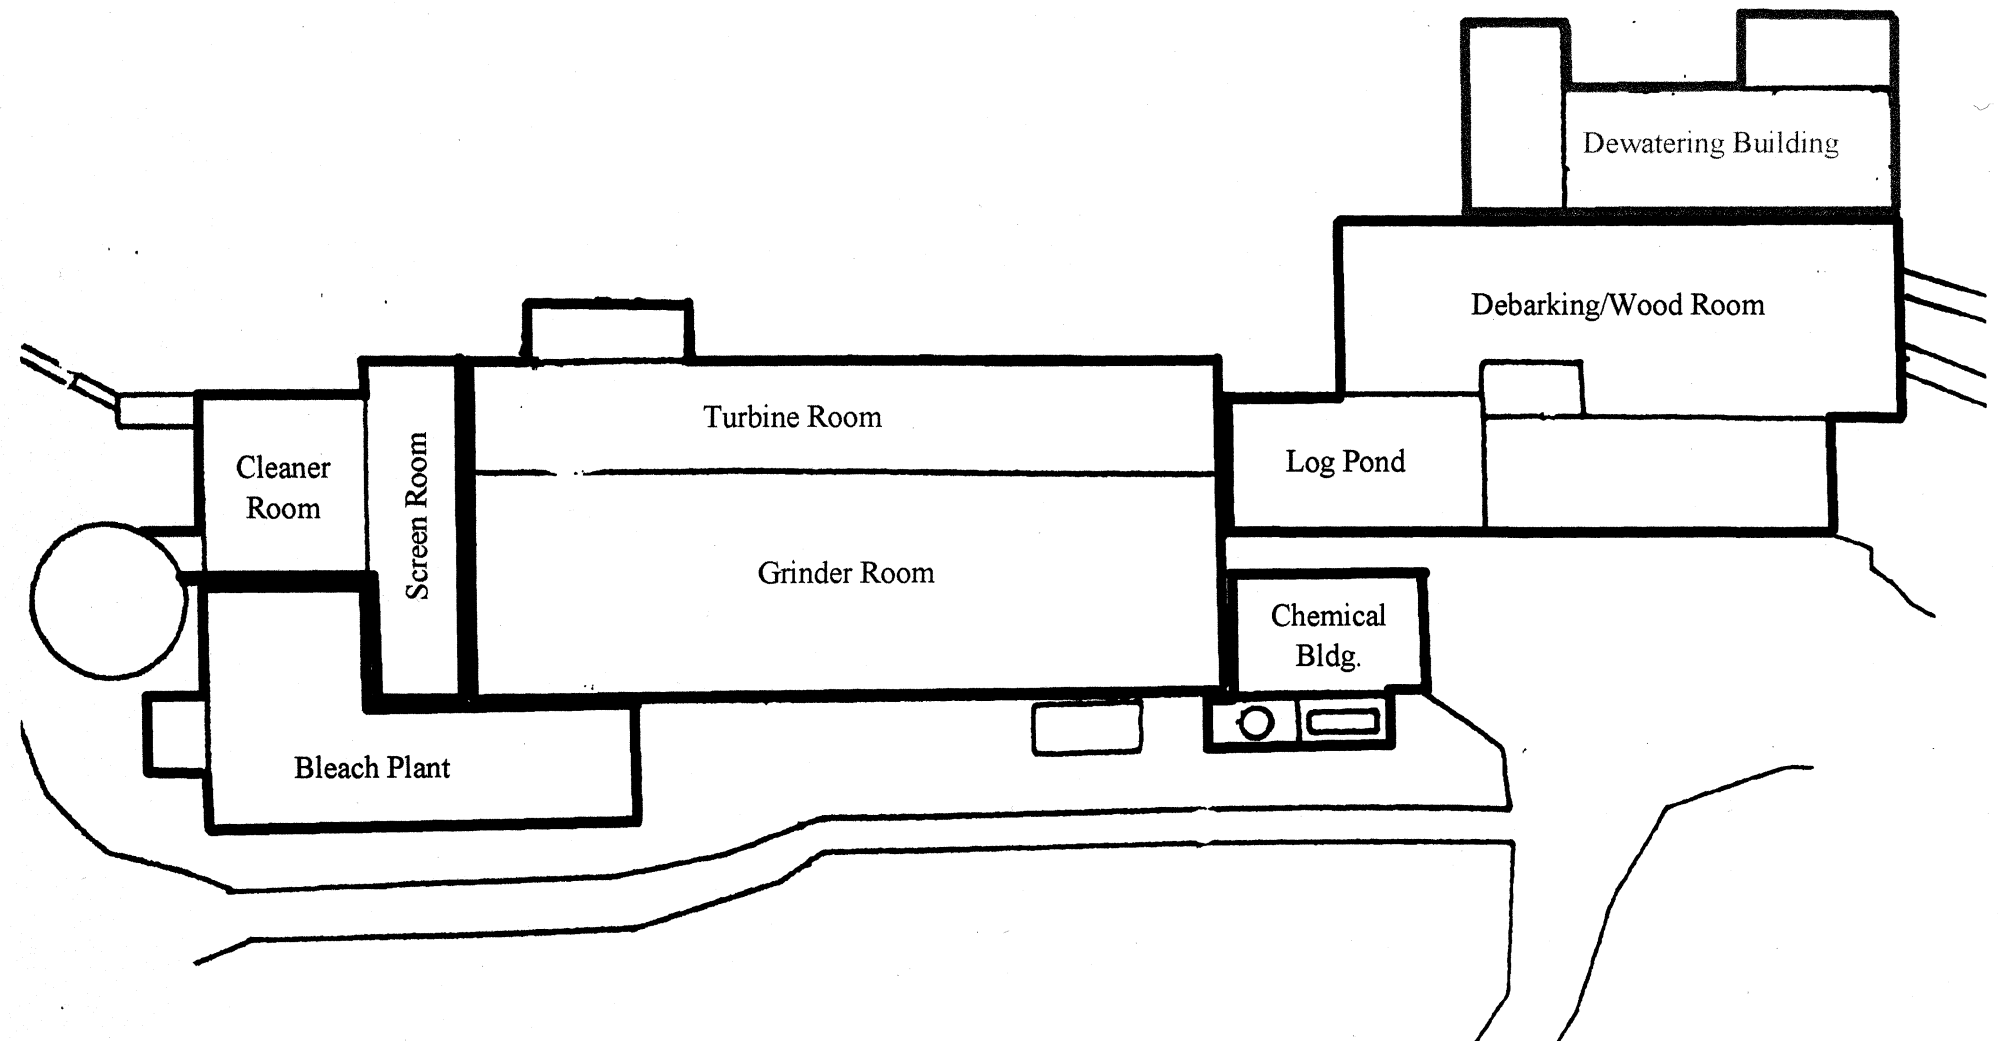 Dewatering Building
Debarking/Wood Room
Turbine Room
Cleaner
Room
Screen Room
Log Pond
Grinder Room
Chemical
Bldg.
Bleach Plant